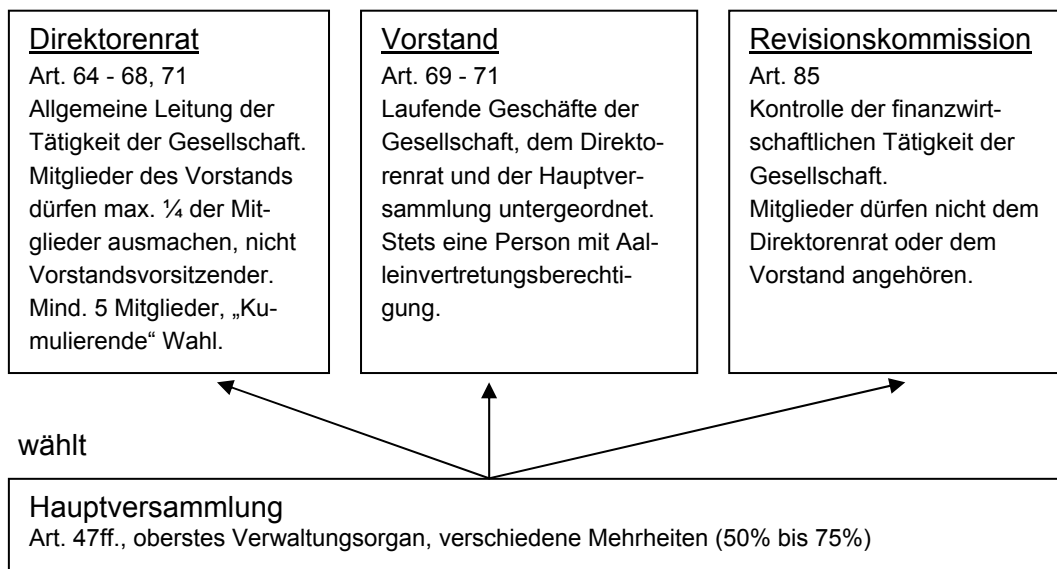 Direktorenrat
Art. 64 - 68, 71
Allgemeine Leitung der
Tätigkeit der Gesellschaft.
Mitglieder des Vorstands
dürfen max. ¼ der Mit-
glieder ausmachen, nicht
Vorstandsvorsitzender.
Mind. 5 Mitglieder, „Ku-
mulierende“ Wahl.
Vorstand
Art. 69 - 71
Laufende Geschäfte der
Gesellschaft, dem Direkto-
renrat und der Hauptver-
sammlung untergeordnet.
Stets eine Person mit Aal-
leinvertretungsberechti-
gung.
Revisionskommission
Art. 85
Kontrolle der finanzwirt-
schaftlichen Tätigkeit der
Gesellschaft.
Mitglieder dürfen nicht dem
Direktorenrat oder dem
Vorstand angehören.
wählt
Hauptversammlung
Art. 47ff., oberstes Verwaltungsorgan, verschiedene Mehrheiten (50% bis 75%)